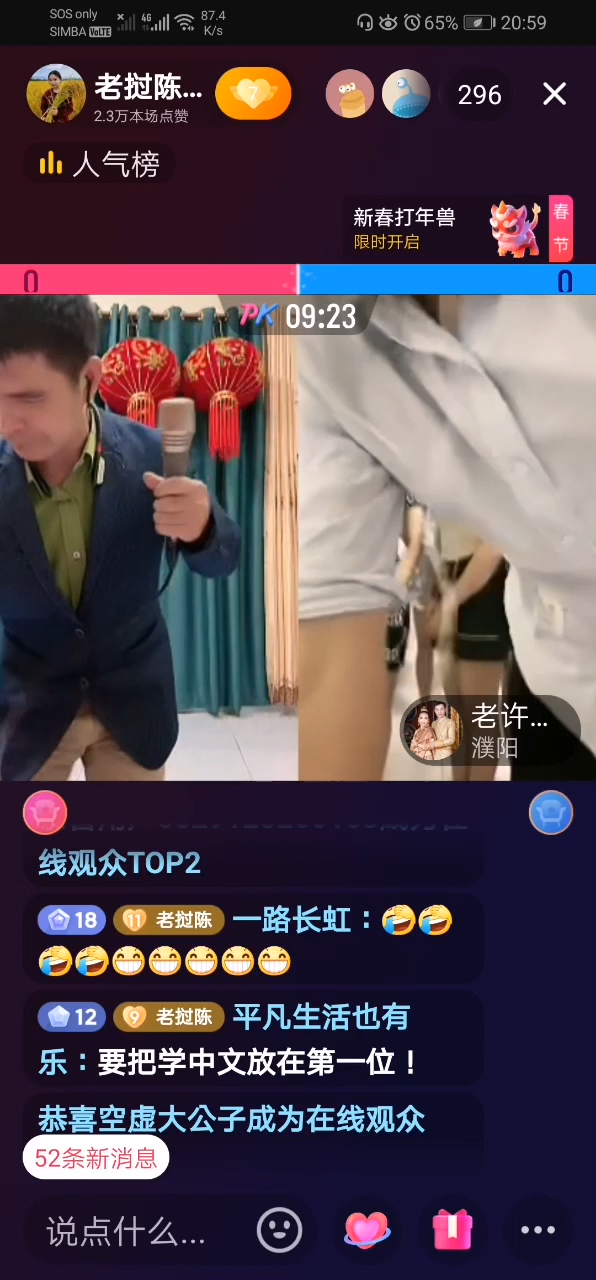 SOS only
SIMBA VoLTE
4G
87.4
K/s
65%
20:59
老挝陈...
2.3万本场点赞
7
296
人气榜
新春打年兽
限时开启
春节
0
0
PK 09:23
老许...
濮阳
线观众TOP2
18 11 老挝陈 一路长虹：
12 9 老挝陈 平凡生活也有
乐：要把学中文放在第一位！
恭喜空虚大公子成为在线观众
52条新消息
说点什么...